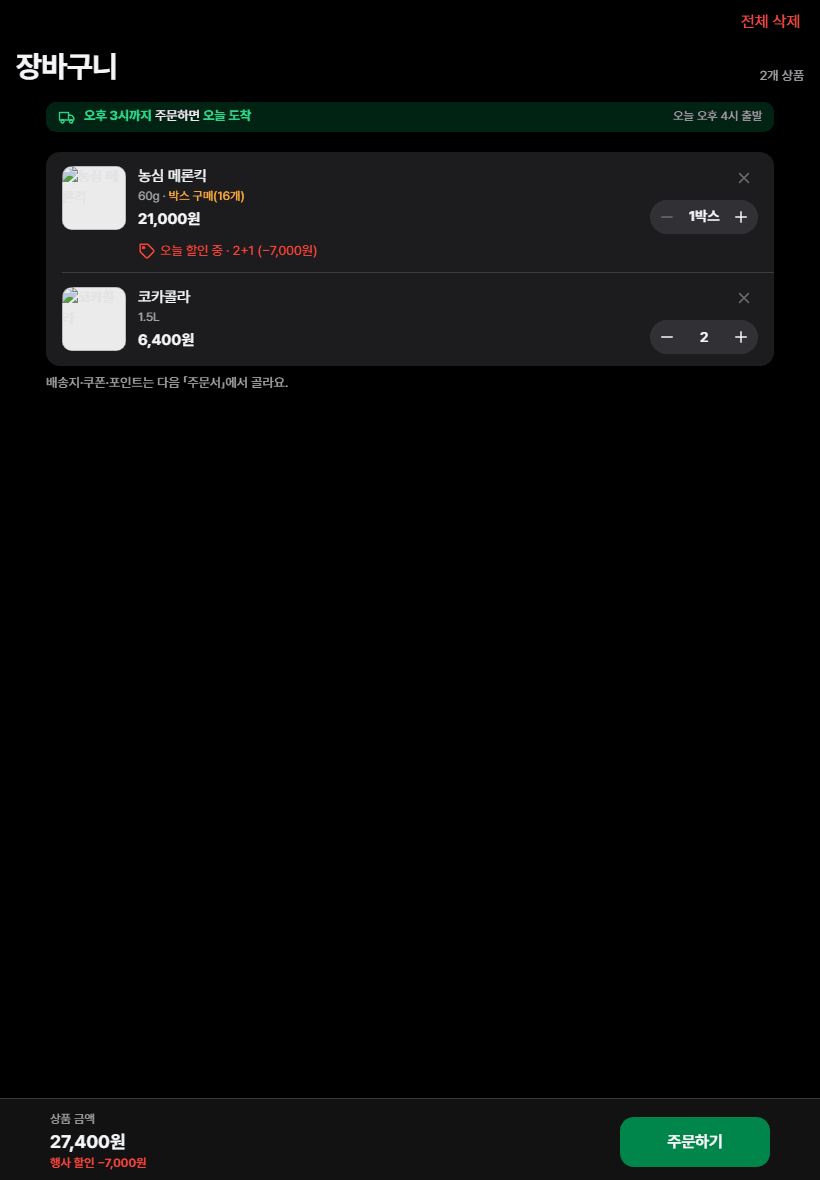 전체 삭제
장바구니
2개 상품
오후 3시까지 주문하면 오늘 도착
오늘 오후 4시 출발
농심 메론킥
60g · 박스 구매(16개)
21,000원
1박스
오늘 할인 중 · 2+1 (−7,000원)
코카콜라
1.5L
6,400원
2
배송지·쿠폰·포인트는 다음 「주문서」에서 골라요.
상품 금액
27,400원
행사 할인 −7,000원
주문하기